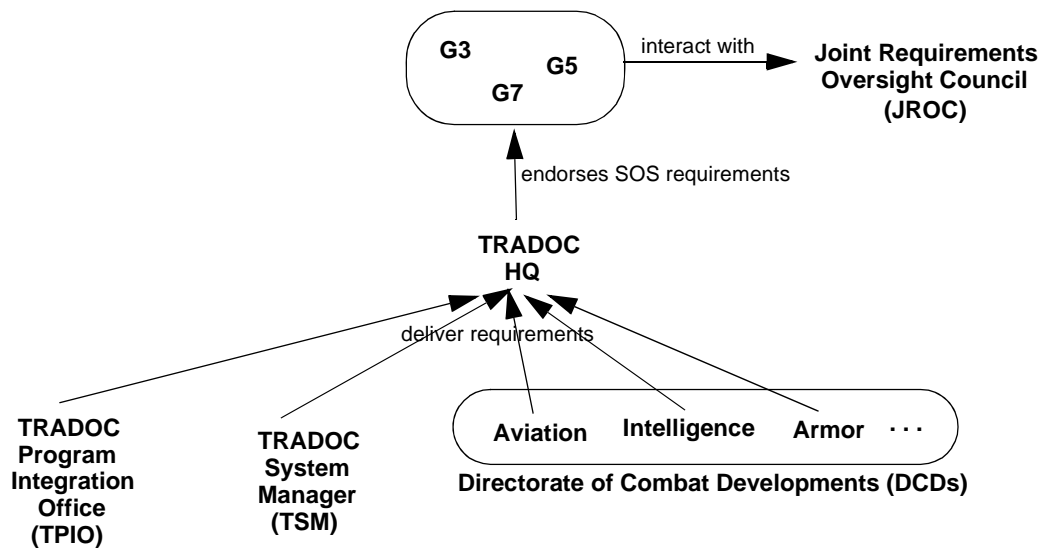 G3
G5
G7
interact with
Joint Requirements
Oversight Council
(JROC)
endorses SOS requirements
TRADOC
HQ
deliver requirements
TRADOC
Program
Integration
Office
(TPIO)
TRADOC
System
Manager
(TSM)
Aviation
Intelligence
Armor
. . .
Directorate of Combat Developments (DCDs)